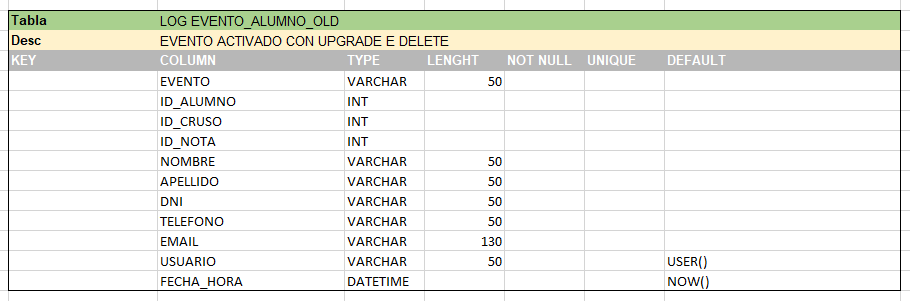 Tabla LOG EVENTO_ALUMNO_OLD
Desc EVENTO ACTIVADO CON UPGRADE E DELETE
KEY COLUMN TYPE LENGHT NOT NULL UNIQUE DEFAULT
EVENTO VARCHAR 50
ID_ALUMNO INT
ID_CRUSO INT
ID_NOTA INT
NOMBRE VARCHAR 50
APELLIDO VARCHAR 50
DNI VARCHAR 50
TELEFONO VARCHAR 50
EMAIL VARCHAR 130
USUARIO VARCHAR 50 USER()
FECHA_HORA DATETIME NOW()